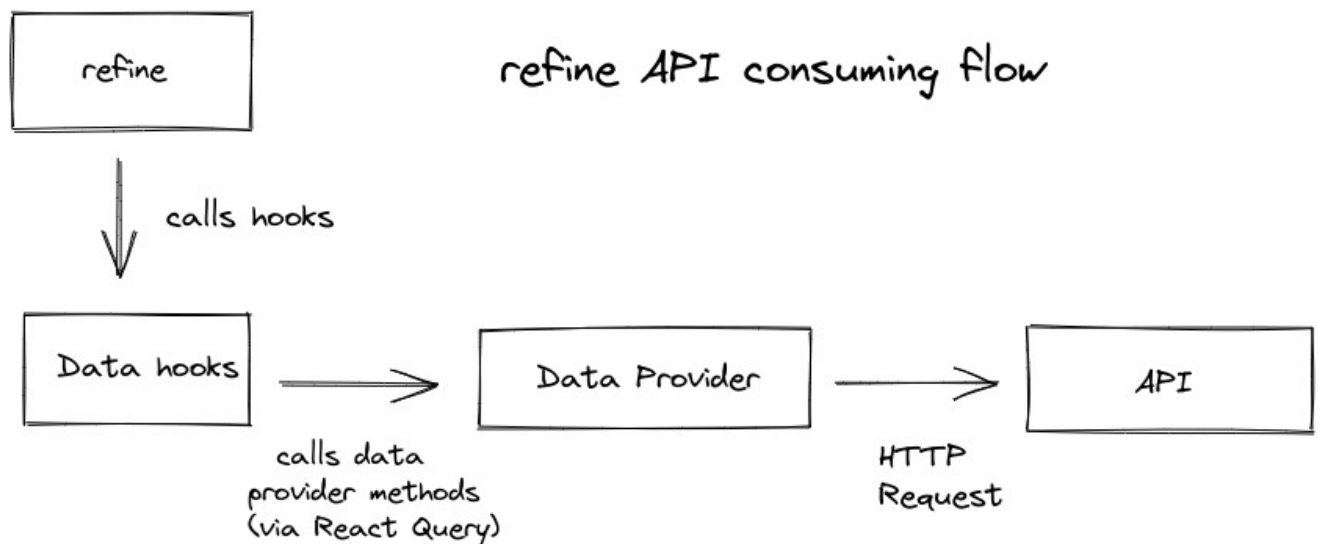 refine
refine API consuming flow
calls hooks
Data hooks
Data Provider
API
calls data
provider methods
(via React Query)
HTTP
Request